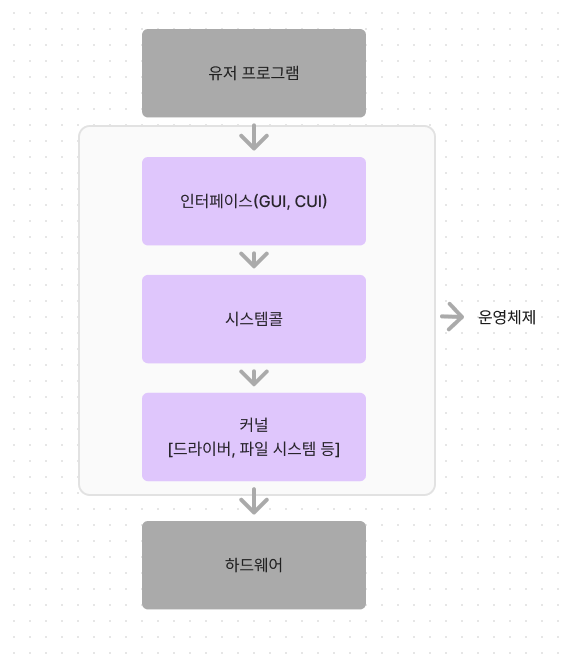 유저 프로그램
인터페이스(GUI, CUI)
시스템콜
운영체제
커널
[드라이버, 파일 시스템 등]
하드웨어